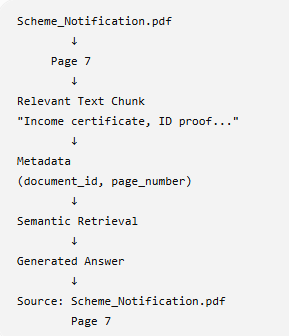 Scheme_Notification.pdf
↓
Page 7
↓
Relevant Text Chunk
"Income certificate, ID proof..."
↓
Metadata
(document_id, page_number)
↓
Semantic Retrieval
↓
Generated Answer
↓
Source: Scheme_Notification.pdf
Page 7